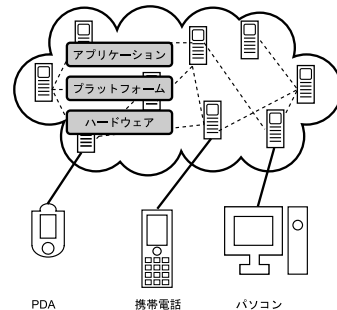 アプリケーション
プラットフォーム
ハードウェア
PDA
携帯電話
パソコン